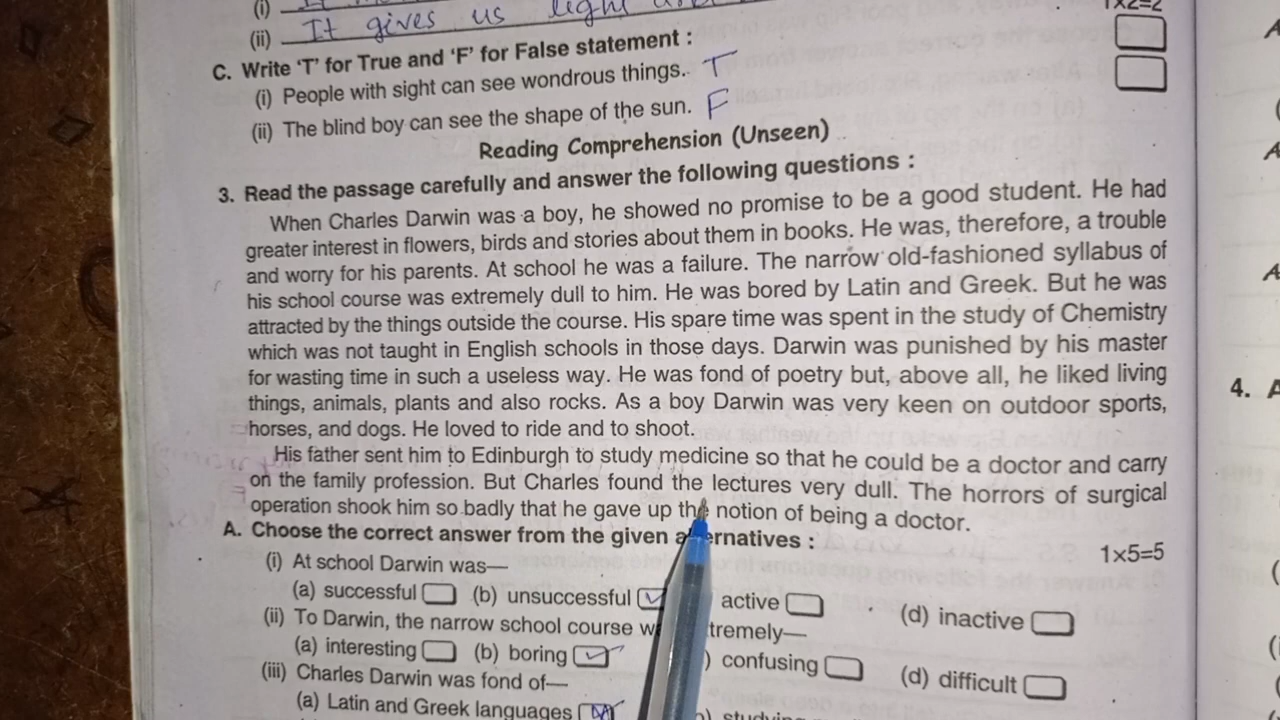 (i)
1×2=2
(ii) It gives us light
C. Write 'T' for True and 'F' for False statement :
(i) People with sight can see wondrous things. T
(ii) The blind boy can see the shape of the sun. F
Reading Comprehension (Unseen)
3. Read the passage carefully and answer the following questions :
When Charles Darwin was a boy, he showed no promise to be a good student. He had
greater interest in flowers, birds and stories about them in books. He was, therefore, a trouble
and worry for his parents. At school he was a failure. The narrow old-fashioned syllabus of
his school course was extremely dull to him. He was bored by Latin and Greek. But he was
attracted by the things outside the course. His spare time was spent in the study of Chemistry
which was not taught in English schools in those days. Darwin was punished by his master
for wasting time in such a useless way. He was fond of poetry but, above all, he liked living
things, animals, plants and also rocks. As a boy Darwin was very keen on outdoor sports,
horses, and dogs. He loved to ride and to shoot.
His father sent him to Edinburgh to study medicine so that he could be a doctor and carry
on the family profession. But Charles found the lectures very dull. The horrors of surgical
operation shook him so badly that he gave up the notion of being a doctor.
A. Choose the correct answer from the given alternatives :
1×5=5
(i) At school Darwin was—
(a) successful (b) unsuccessful active (d) inactive
(ii) To Darwin, the narrow school course tremely—
(a) interesting (b) boring ) confusing (d) difficult
(iii) Charles Darwin was fond of—
(a) Latin and Greek languages
4.